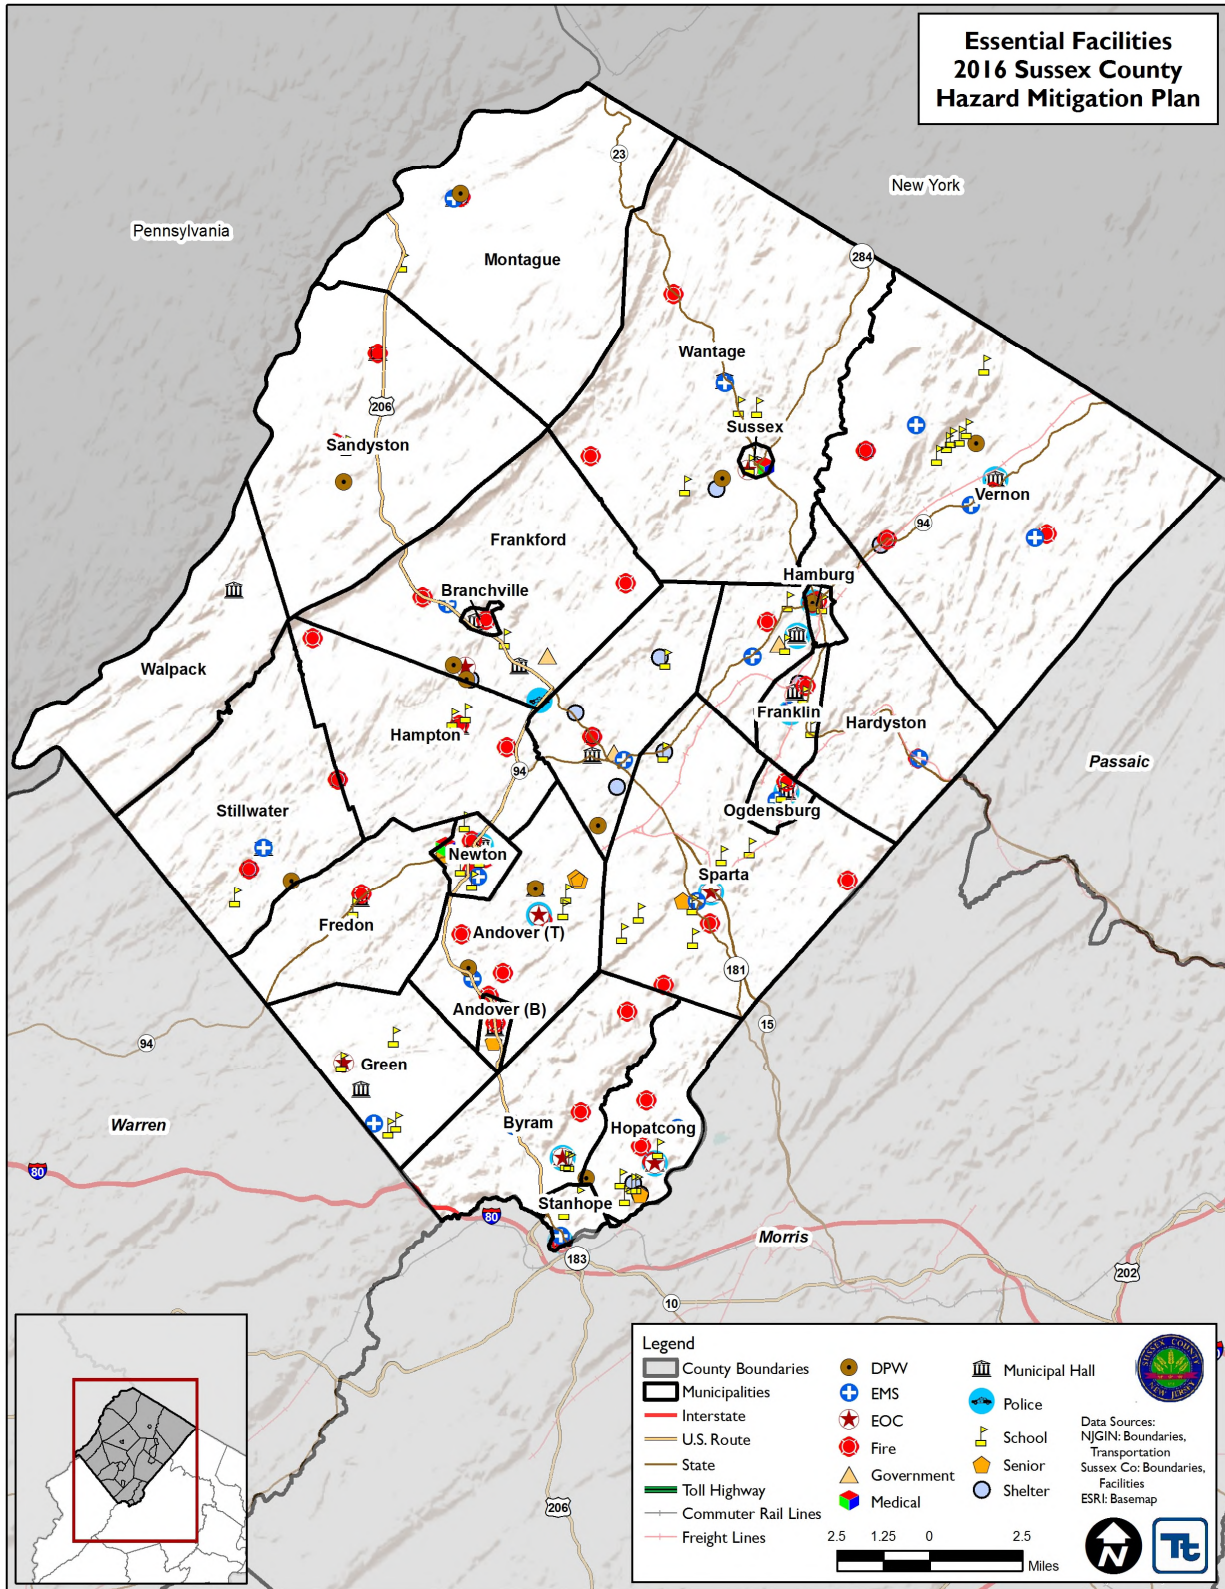 Essential Facilities
2016 Sussex County
Hazard Mitigation Plan
New York
Pennsylvania
23
284
Montague
Wantage
206
Sussex
Sandyston
Vernon
94
Frankford
Hamburg
Branchville
Walpack
Franklin
Hardyston
Hampton
94
Passaic
Stillwater
Ogdensburg
Newton
Sparta
Fredon
Andover (T)
181
Andover (B)
15
94
Green
Warren
Byram
Hopatcong
80
Stanhope
80
Morris
183
202
10
206
Legend
County Boundaries
Municipalities
Interstate
U.S. Route
State
Toll Highway
Commuter Rail Lines
Freight Lines
DPW
EMS
EOC
Fire
Government
Medical
Municipal Hall
Police
School
Senior
Shelter
SUSSEX COUNTY
NEW JERSEY
Data Sources:
NJGIN: Boundaries,
Transportation
Sussex Co: Boundaries,
Facilities
ESRI: Basemap
2.5 1.25 0 2.5
Miles
N
Tt